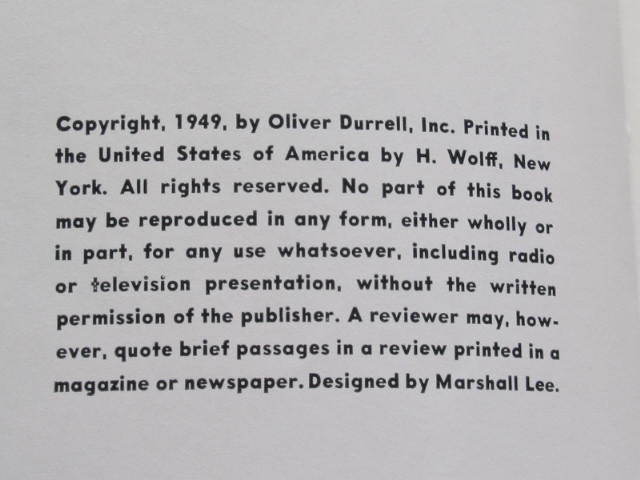 Copyright, 1949, by Oliver Durrell, Inc. Printed in
the United States of America by H. Wolff, New
York. All rights reserved. No part of this book
may be reproduced in any form, either wholly or
in part, for any use whatsoever, including radio
or television presentation, without the written
permission of the publisher. A reviewer may, how-
ever, quote brief passages in a review printed in a
magazine or newspaper. Designed by Marshall Lee.